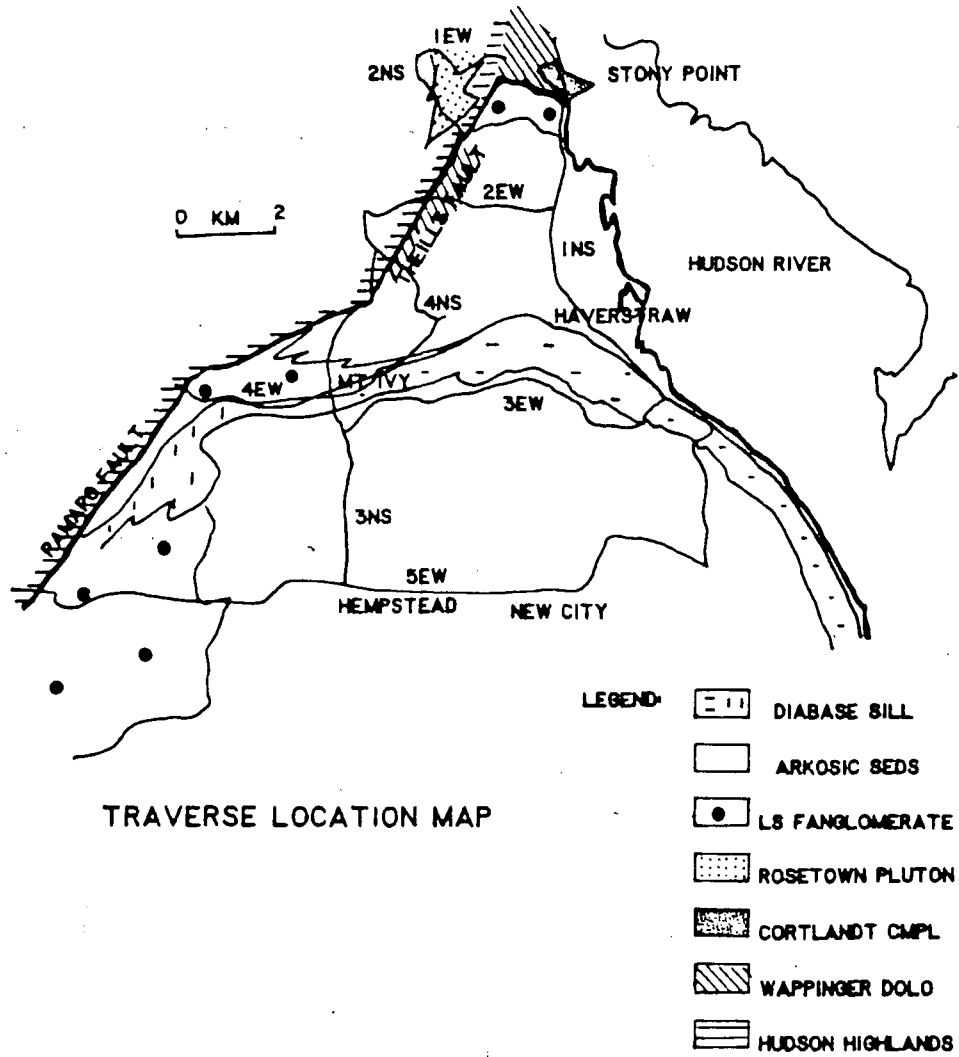 1EW
2NS
STONY POINT
THEILLS FAULT
0 KM 2
2EW
1NS
HUDSON RIVER
4NS
HAVERSTRAW
4EW
MT IVY
3EW
RAMAPO FAULT
3NS
5EW
HEMPSTEAD
NEW CITY
LEGEND:
DIABASE SILL
ARKOSIC SEDS
LS FANGLOMERATE
ROSETOWN PLUTON
CORTLANDT CMPL
WAPPINGER DOLO
HUDSON HIGHLANDS
TRAVERSE LOCATION MAP